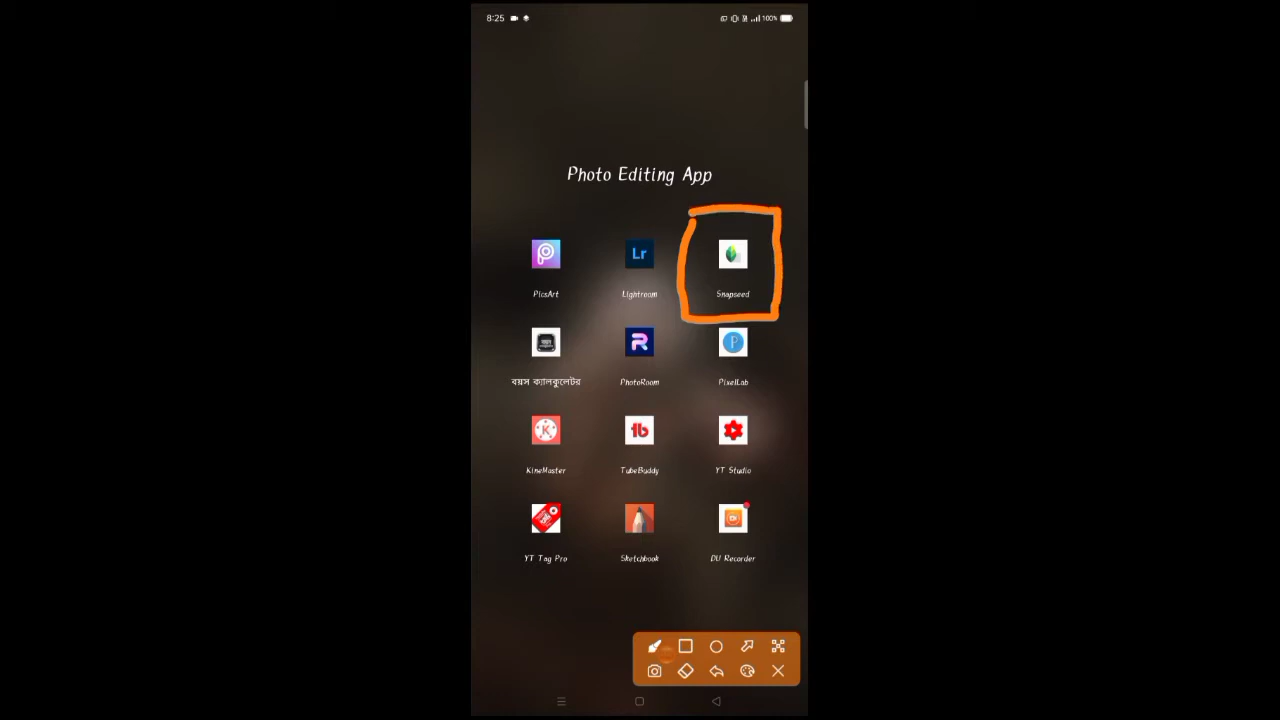 8:25 100%
Photo Editing App
PicsArt Lightroom Snapseed
বয়স ক্যালকুলেটর PhotoRoom PixelLab
KineMaster TubeBuddy YT Studio
YT Tag Pro Sketchbook DU Recorder